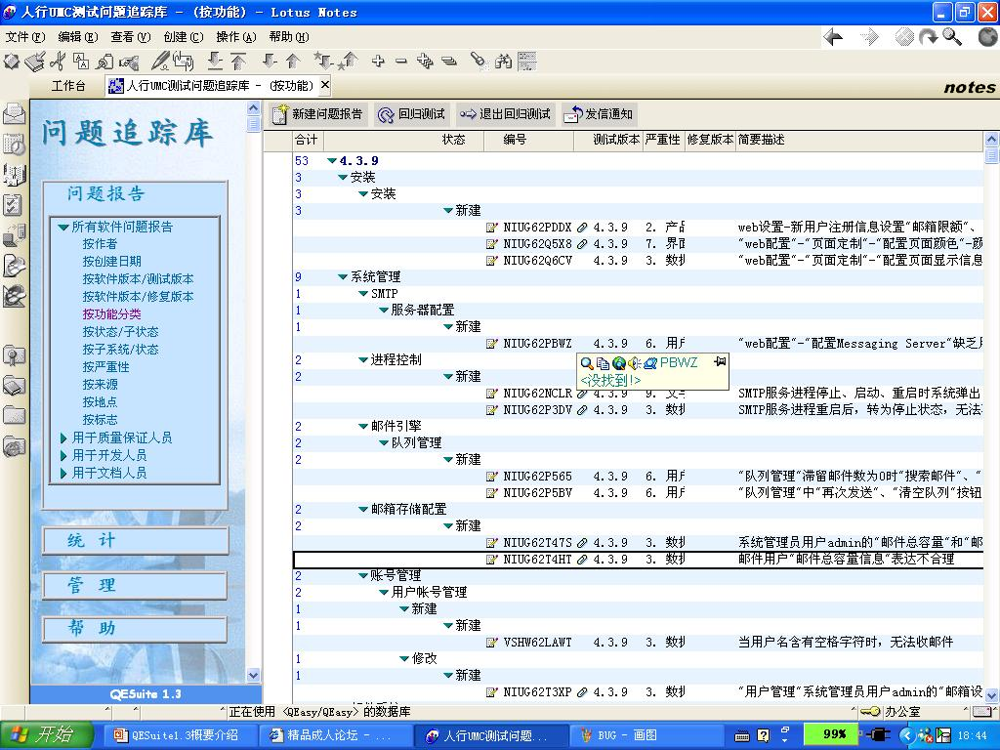 人行UMC测试问题追踪库 - (按功能) - Lotus Notes
文件(F) 编辑(E) 查看(V) 创建(C) 操作(A) 帮助(H)
工作台 人行UMC测试问题追踪库 - (按功能) notes
问题追踪库
问题报告
所有软件问题报告
按作者
按创建日期
按软件版本/测试版本
按软件版本/修复版本
按功能分类
按状态/子状态
按子系统/状态
按严重性
按来源
按地点
按标志
用于质量保证人员
用于开发人员
用于文档人员
统 计
管 理
帮 助
QESuite 1.3
新建问题报告 回归测试 退出回归测试 发信通知
合计 状态 编号 测试版本 严重性 修复版本 简要描述
53 4.3.9
3 安装
3 安装
3 新建
NIUG62PDDX 4.3.9 2. 产品 web设置-新用户注册信息设置"邮箱限额"、
NIUG62Q5X8 4.3.9 7. 界面 "web配置"-"页面定制"-"配置页面颜色"-颜
NIUG62Q6CV 4.3.9 3. 数据 "web配置"-"页面定制"-"配置页面显示信息
9 系统管理
1 SMTP
1 服务器配置
1 新建
NIUG62PBWZ 4.3.9 6. 用户 "web配置"-"配置Messaging Server"缺乏用
2 进程控制
2 新建
PBWZ
<没找到!>
NIUG62NCLR 4.3.9 9. SMTP服务进程停止、启动、重启时系统弹出
NIUG62P3DV 4.3.9 3. 数据 SMTP服务进程重启后，转为停止状态，无法
2 邮件引擎
2 队列管理
2 新建
NIUG62P565 4.3.9 6. 用户 "队列管理"滞留邮件数为0时"搜索邮件"、"
NIUG62P5BV 4.3.9 6. 用户 "队列管理"中"再次发送"、"清空队列"按钮
2 邮箱存储配置
2 新建
NIUG62T47S 4.3.9 3. 数据 系统管理员用户admin的"邮件总容量"和"邮
NIUG62T4HT 4.3.9 3. 数据 邮件用户"邮件总容量信息"表达不合理
2 账号管理
2 用户帐号管理
1 新建
1 新建
VSHW62LAWT 4.3.9 3. 数据 当用户名含有空格字符时，无法收邮件
1 修改
1 新建
NIUG62T3XP 4.3.9 2. 产品 "用户管理"系统管理员用户admin的"邮箱设
正在使用 <QEasy/QEasy> 的数据库 办公室
开始 QESuite1.3概要介绍 精品成人论坛 - ... 人行UMC测试问题... BUG - 画图 99% 18:44